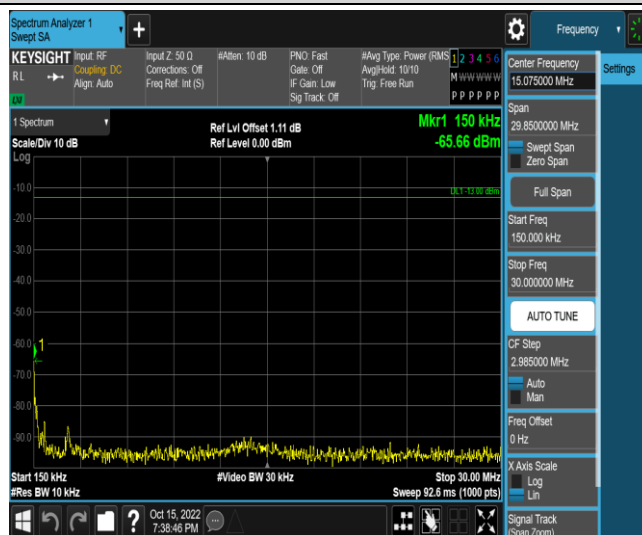 Spectrum Analyzer 1
Swept SA
+
Frequency
KEYSIGHT
RL
Input: RF
Coupling: DC
Align: Auto
Input Z: 50 Ω
Corrections: Off
Freq Ref: Int (S)
#Atten: 10 dB
PNO: Fast
Gate: Off
IF Gain: Low
Sig Track: Off
#Avg Type: Power (RMS
Avg|Hold: 10/10
Trig: Free Run
1 2 3 4 5 6
M W W W W W
P P P P P P
1 Spectrum
Scale/Div 10 dB
Log
Ref Lvl Offset 1.11 dB
Ref Level 0.00 dBm
Mkr1 150 kHz
-65.66 dBm
DL1 -13.00 dBm
-10.0
-20.0
-30.0
-40.0
-50.0
-60.0
-70.0
-80.0
-90.0
1
Start 150 kHz
#Res BW 10 kHz
#Video BW 30 kHz
Stop 30.00 MHz
Sweep 92.6 ms (1000 pts)
?
Oct 15, 2022
7:38:46 PM
Center Frequency
15.075000 MHz
Settings
Span
29.8500000 MHz
Swept Span
Zero Span
Full Span
Start Freq
150.000 kHz
Stop Freq
30.000000 MHz
AUTO TUNE
CF Step
2.985000 MHz
Auto
Man
Freq Offset
0 Hz
X Axis Scale
Log
Lin
Signal Track
(Span Zoom)